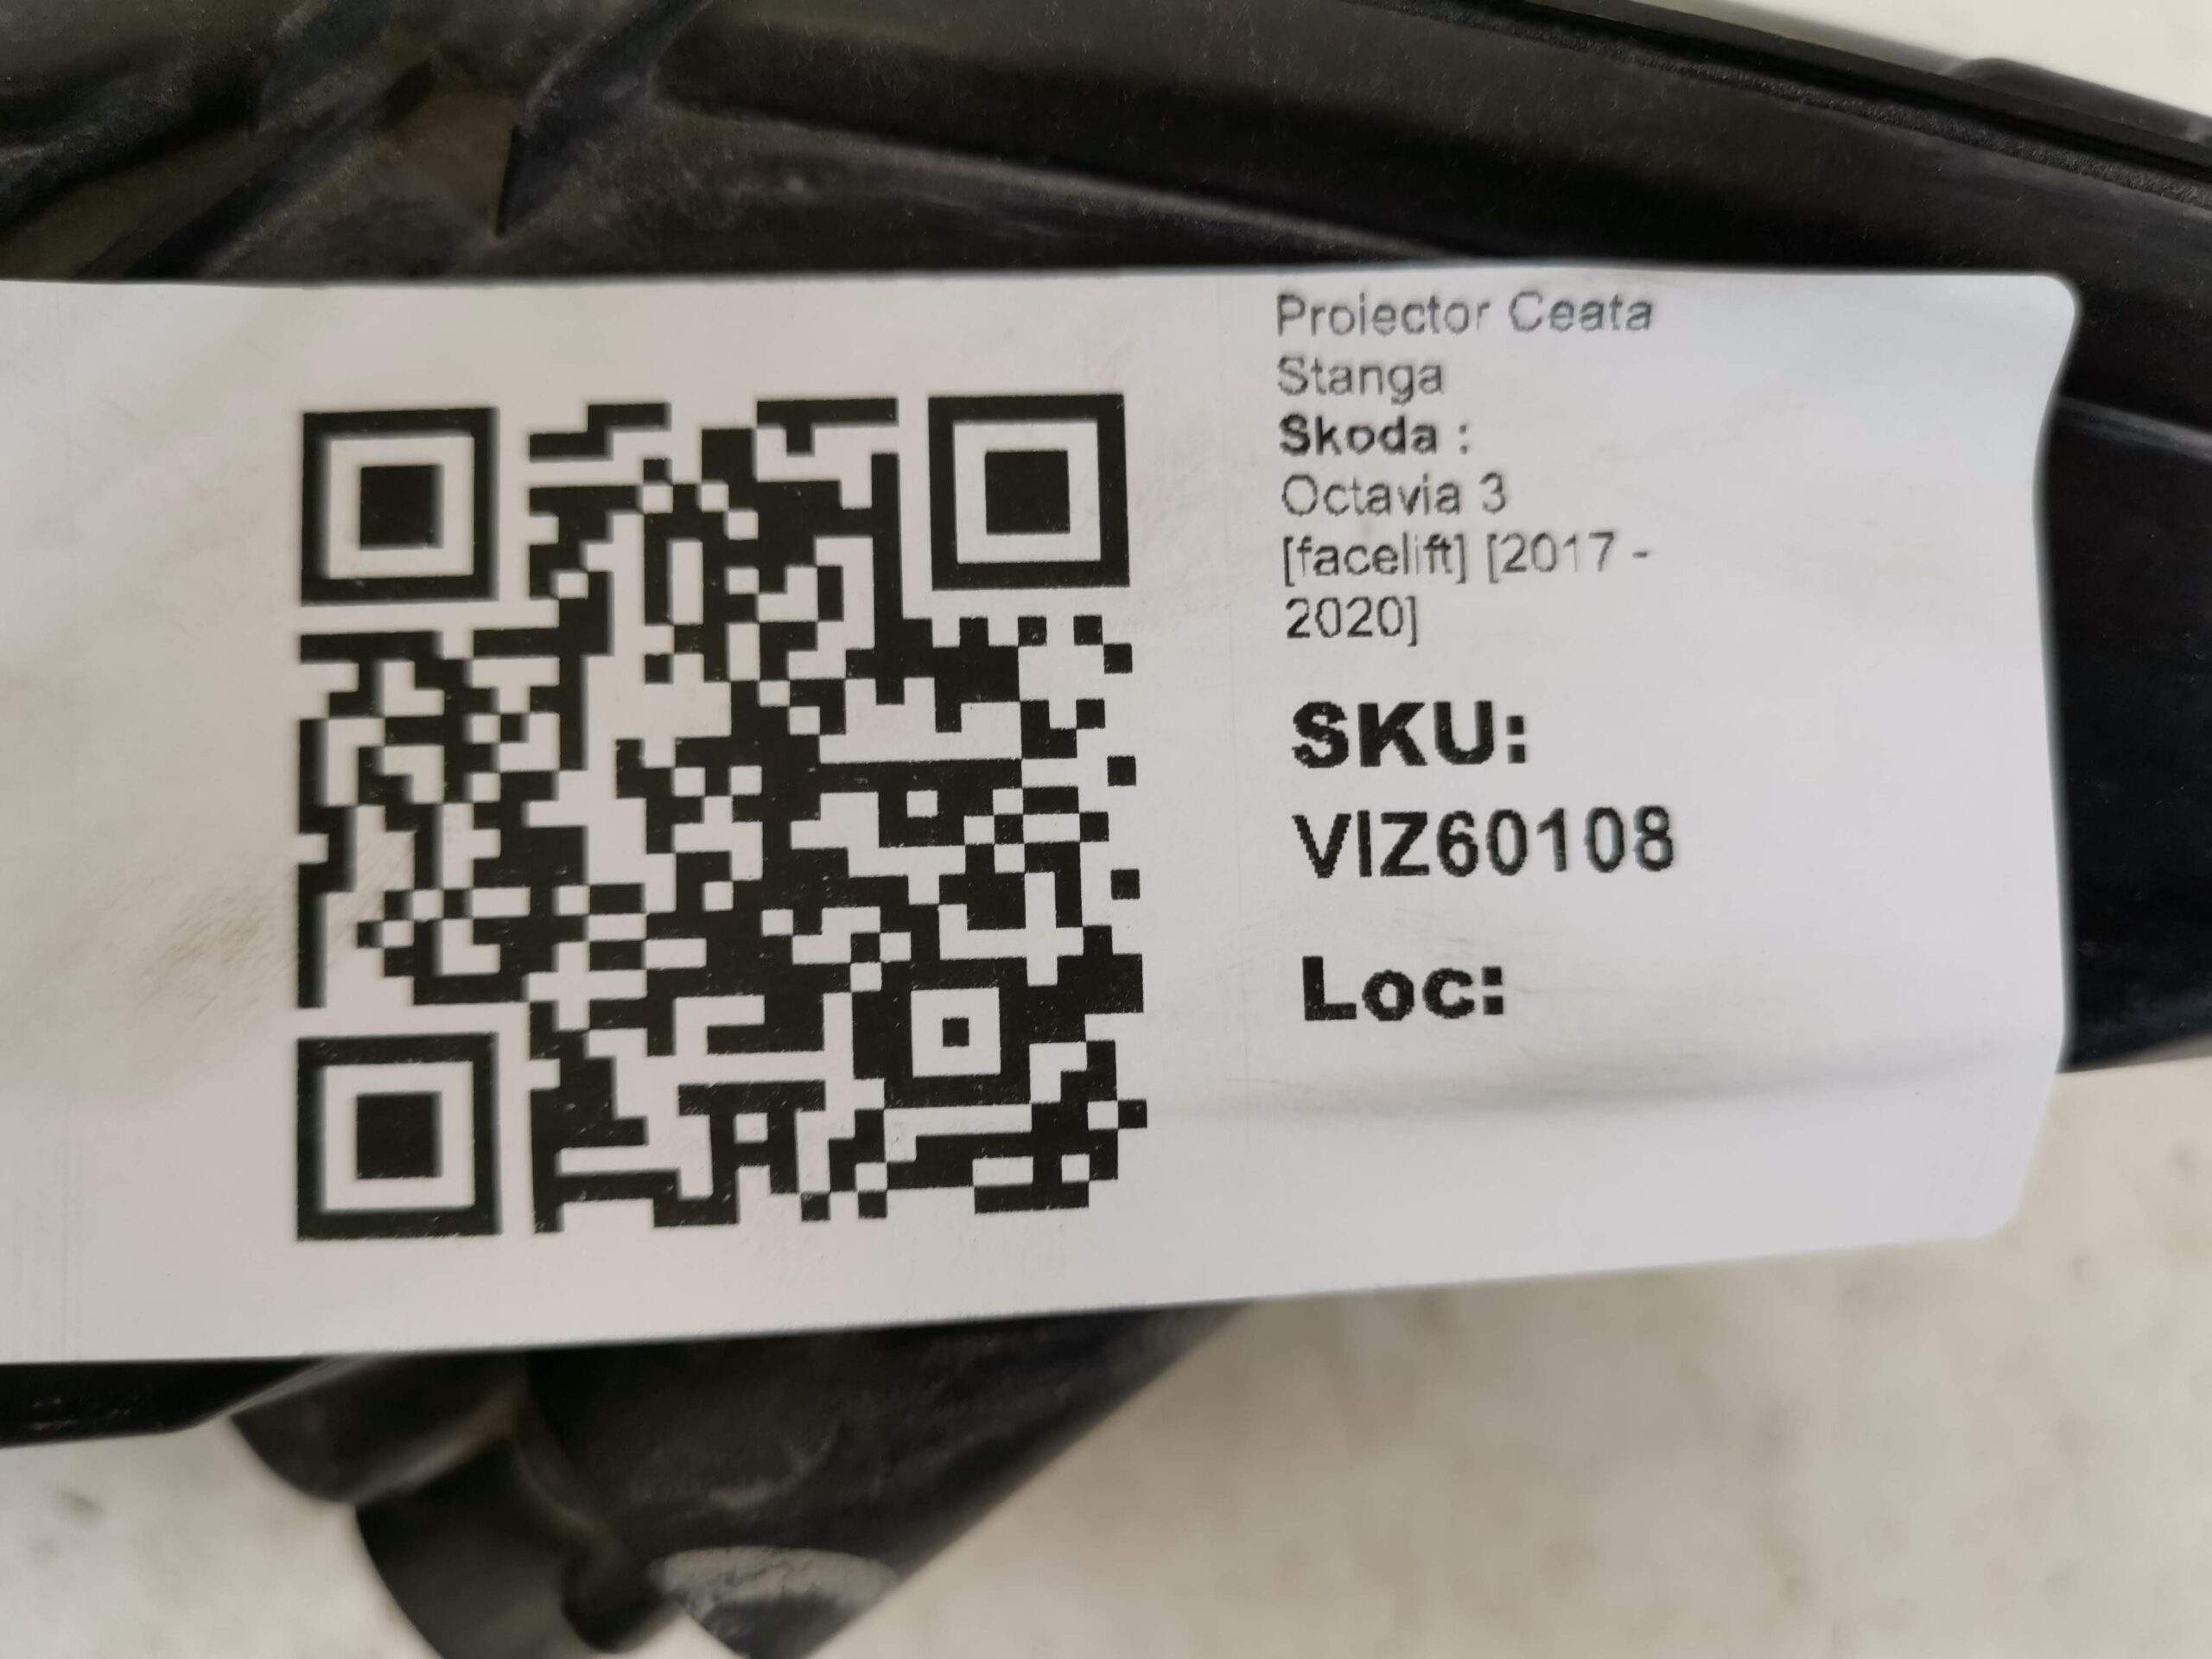 Proiector Ceata
Stanga
Skoda :
Octavia 3
[facelift] [2017 -
2020]
SKU:
VIZ60108
Loc: